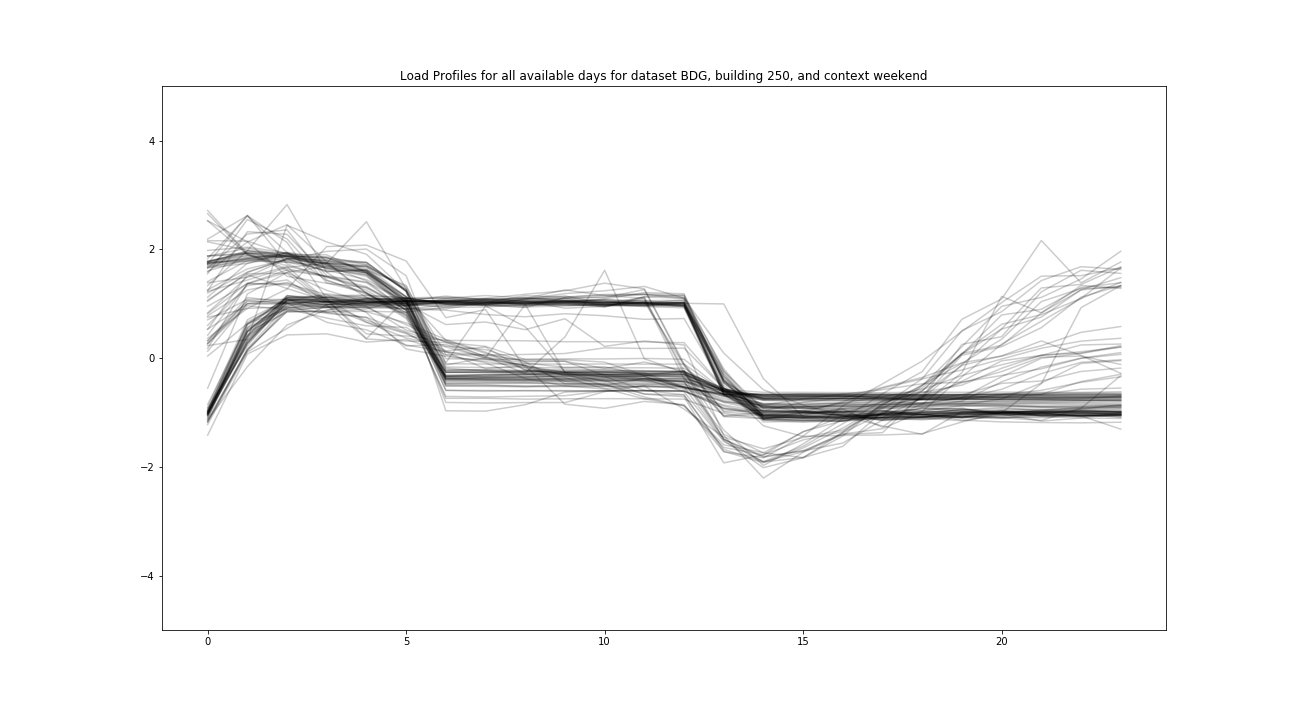 Load Profiles for all available days for dataset BDG, building 250, and context weekend
4
2
0
−2
−4
0 5 10 15 20